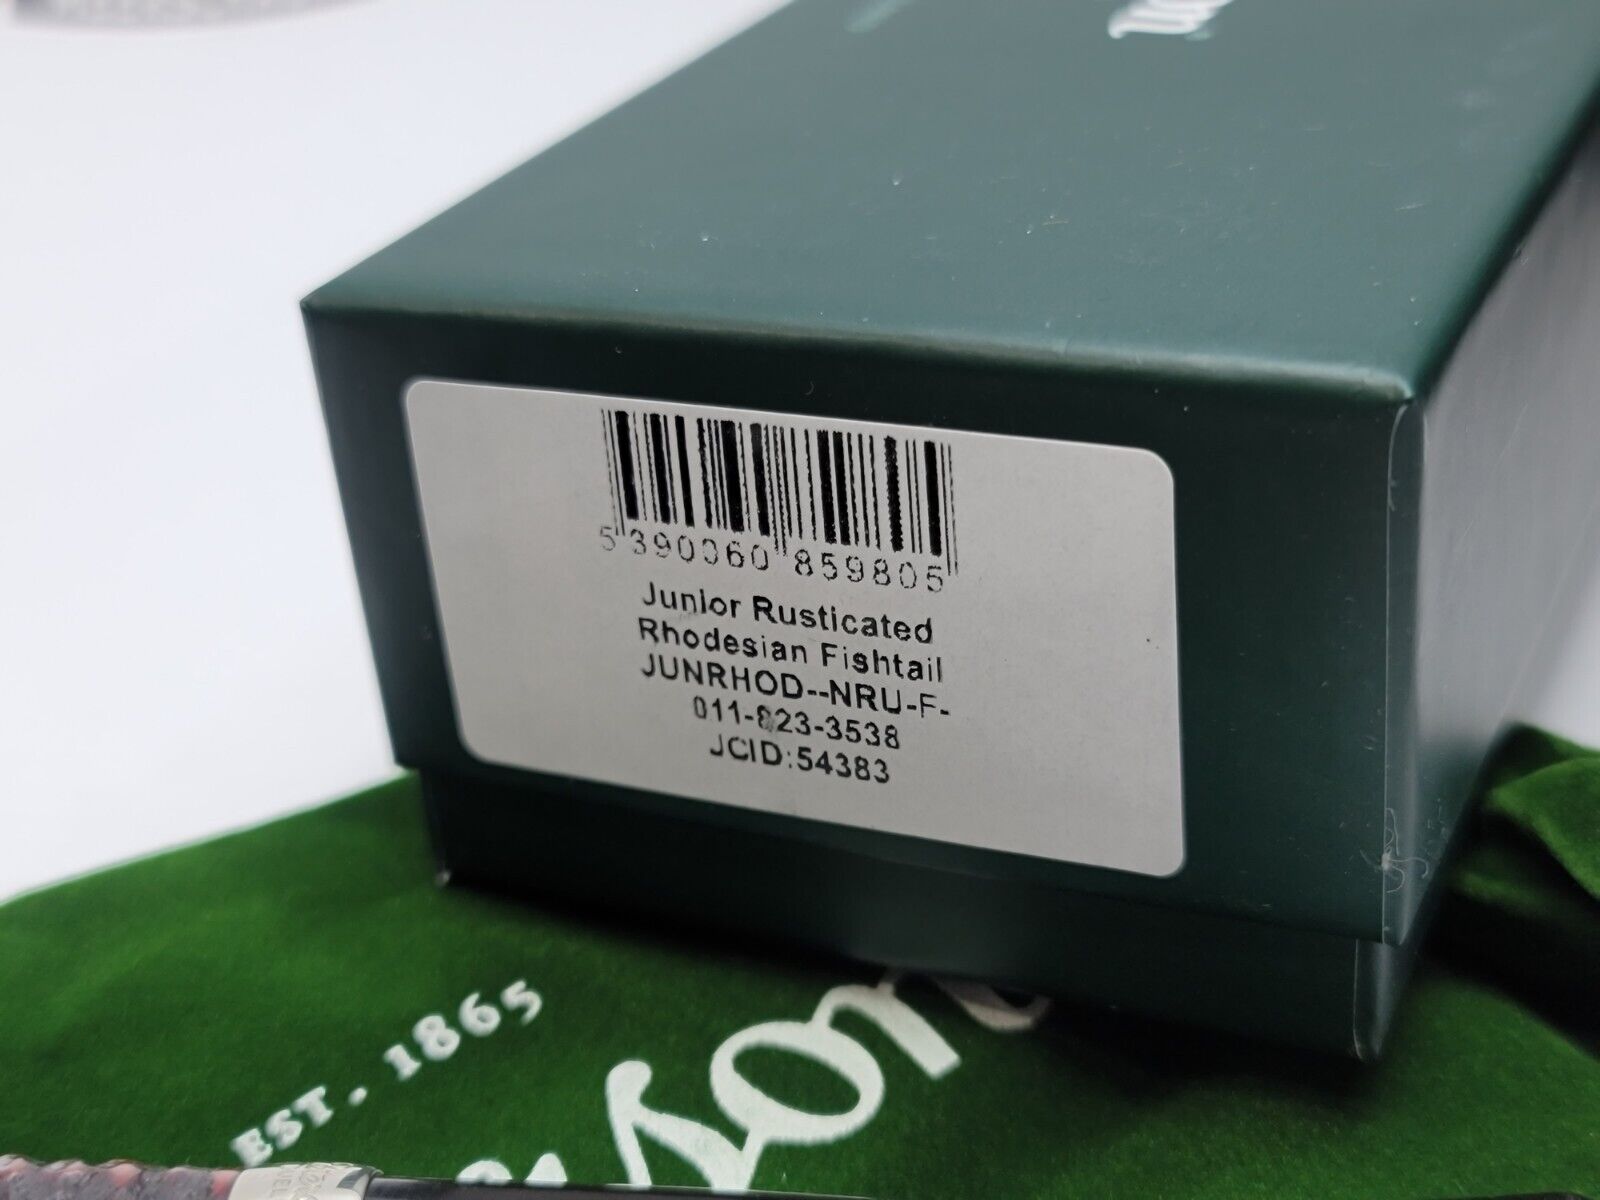 5 390060 859805
Junior Rusticated
Rhodesian Fishtail
JUNRHOD--NRU-F-
011-823-3538
JCID:54383
EST. 1865